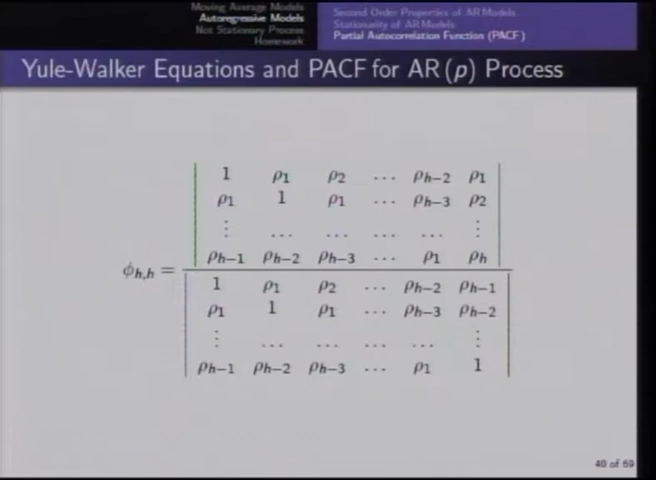 Moving Average Models
Autoregressive Models
Not Stationary Process
Homework
Second Order Properties of AR Models
Stationarity of AR Models
Partial Autocorrelation Function (PACF)
Yule-Walker Equations and PACF for AR(p) Process
1 ρ1 ρ2 ... ρh−2 ρ1
ρ1 1 ρ1 ... ρh−3 ρ2
⋮ ... ... ... ... ⋮
ρh−1 ρh−2 ρh−3 ... ρ1 ρh
ϕh,h =
1 ρ1 ρ2 ... ρh−2 ρh−1
ρ1 1 ρ1 ... ρh−3 ρh−2
⋮ ... ... ... ... ⋮
ρh−1 ρh−2 ρh−3 ... ρ1 1
40 of 59